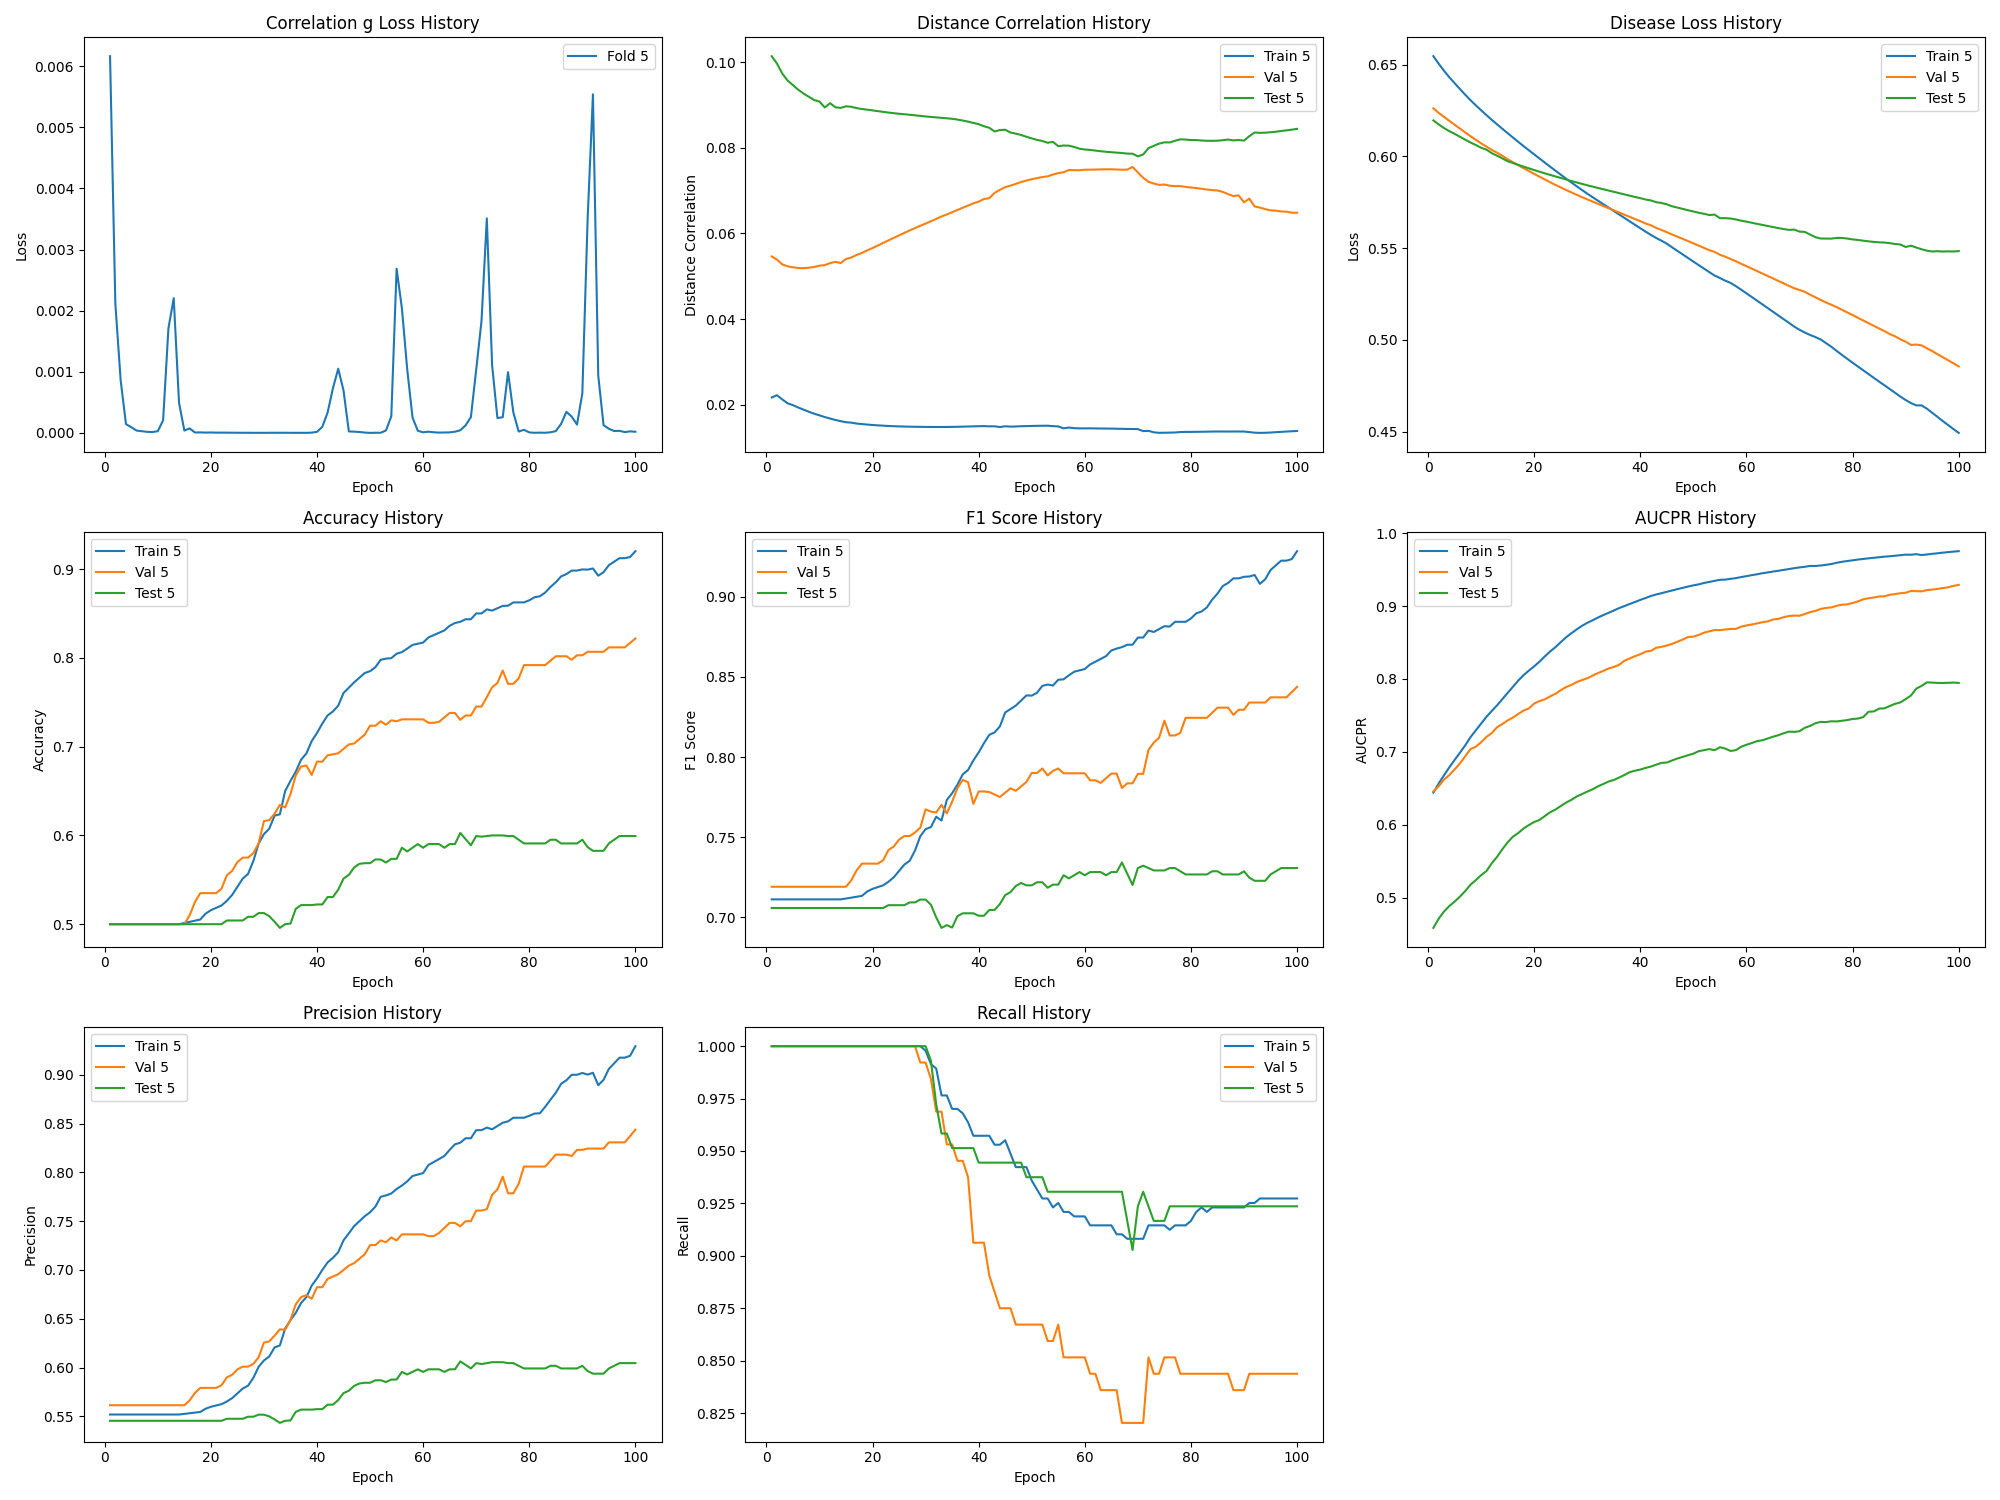 Correlation g Loss History
Fold 5
0.006
0.005
0.004
0.003
0.002
0.001
0.000
Loss
0 20 40 60 80 100
Epoch
Distance Correlation History
Train 5
Val 5
Test 5
0.10
0.08
0.06
0.04
0.02
Distance Correlation
0 20 40 60 80 100
Epoch
Disease Loss History
Train 5
Val 5
Test 5
0.65
0.60
0.55
0.50
0.45
Loss
0 20 40 60 80 100
Epoch
Accuracy History
Train 5
Val 5
Test 5
0.9
0.8
0.7
0.6
0.5
Accuracy
0 20 40 60 80 100
Epoch
F1 Score History
Train 5
Val 5
Test 5
0.90
0.85
0.80
0.75
0.70
F1 Score
0 20 40 60 80 100
Epoch
AUCPR History
Train 5
Val 5
Test 5
1.0
0.9
0.8
0.7
0.6
0.5
AUCPR
0 20 40 60 80 100
Epoch
Precision History
Train 5
Val 5
Test 5
0.90
0.85
0.80
0.75
0.70
0.65
0.60
0.55
Precision
0 20 40 60 80 100
Epoch
Recall History
Train 5
Val 5
Test 5
1.000
0.975
0.950
0.925
0.900
0.875
0.850
0.825
Recall
0 20 40 60 80 100
Epoch